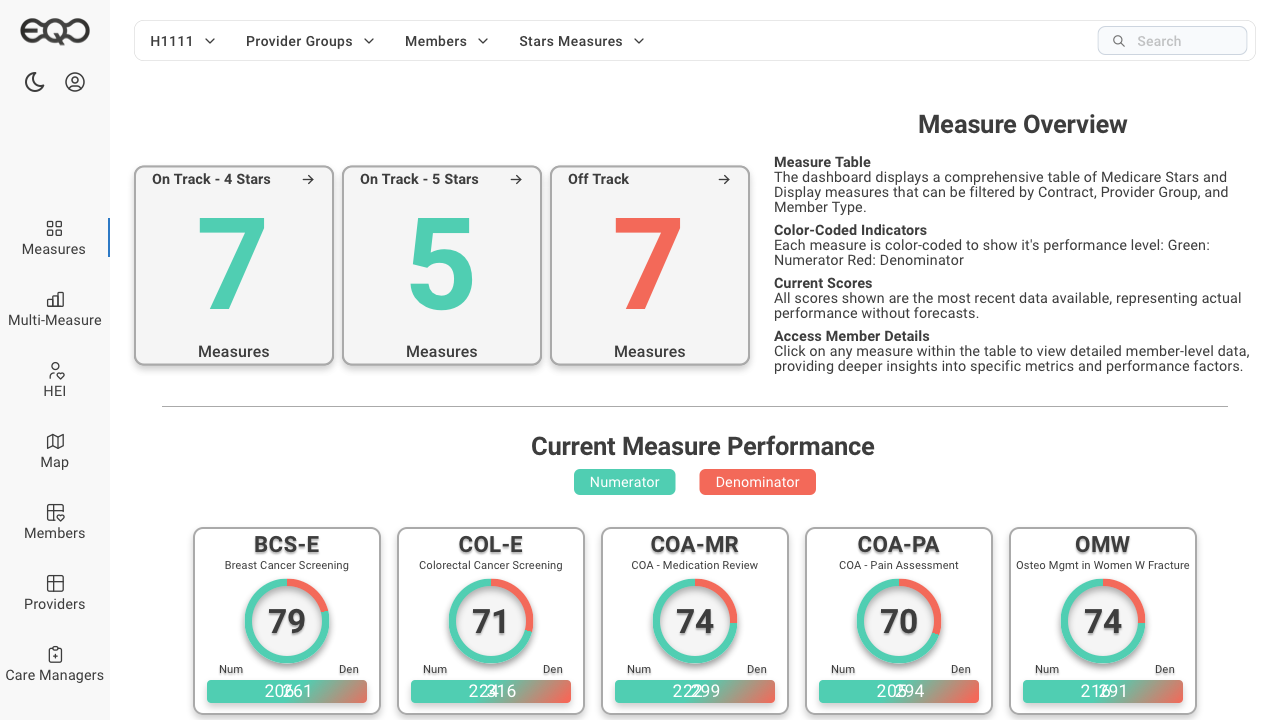 EQO
H1111
Provider Groups
Members
Stars Measures
Search
Measures
Multi-Measure
HEI
Map
Members
Providers
Care Managers
On Track - 4 Stars
7
Measures
On Track - 5 Stars
5
Measures
Off Track
7
Measures
Measure Overview
Measure Table
The dashboard displays a comprehensive table of Medicare Stars and
Display measures that can be filtered by Contract, Provider Group, and
Member Type.
Color-Coded Indicators
Each measure is color-coded to show it's performance level: Green:
Numerator Red: Denominator
Current Scores
All scores shown are the most recent data available, representing actual
performance without forecasts.
Access Member Details
Click on any measure within the table to view detailed member-level data,
providing deeper insights into specific metrics and performance factors.
Current Measure Performance
Numerator
Denominator
BCS-E
Breast Cancer Screening
79
Num Den
COL-E
Colorectal Cancer Screening
71
Num Den
COA-MR
COA - Medication Review
74
Num Den
COA-PA
COA - Pain Assessment
70
Num Den
OMW
Osteo Mgmt in Women W Fracture
74
Num Den